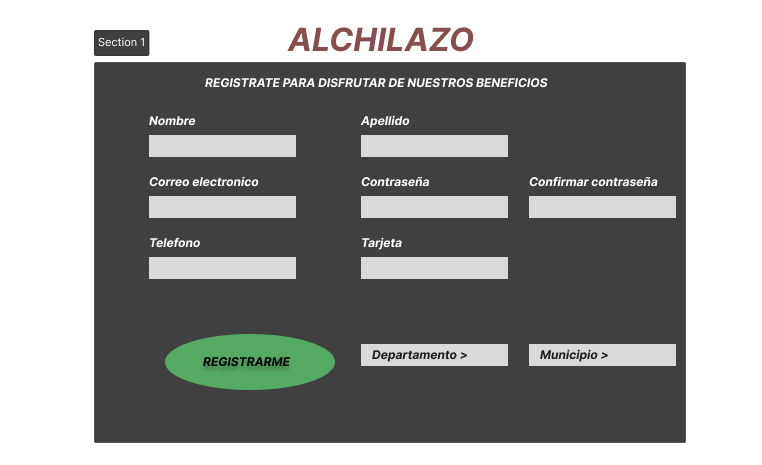 Section 1
ALCHILAZO
REGISTRATE PARA DISFRUTAR DE NUESTROS BENEFICIOS
Nombre
Apellido
Correo electronico
Contraseña
Confirmar contraseña
Telefono
Tarjeta
REGISTRARME
Departamento >
Municipio >